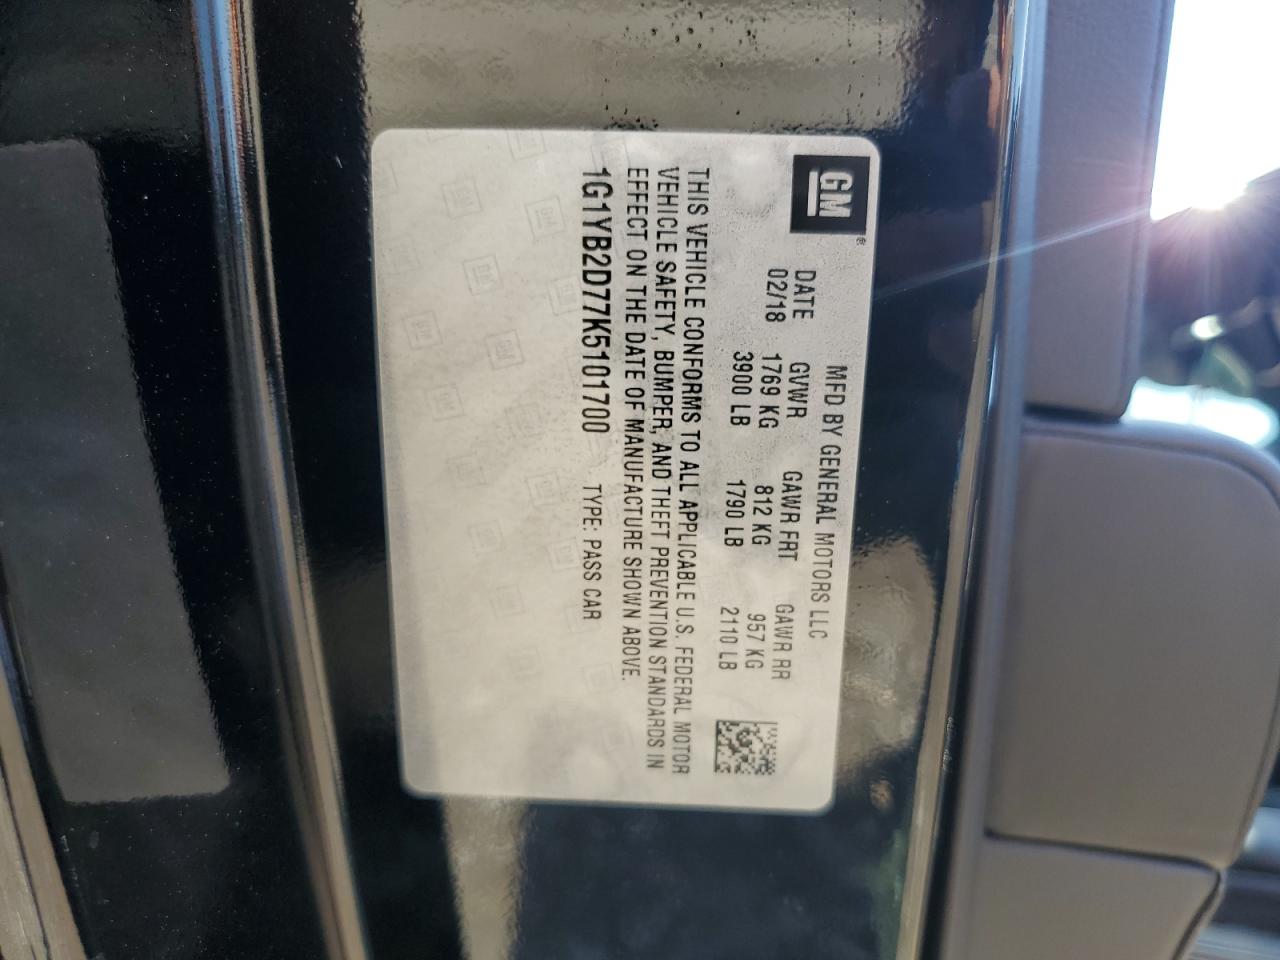 GM®
MFD BY GENERAL MOTORS LLC
DATE GVWR GAWR FRT GAWR RR
02/18 1769 KG 812 KG 957 KG
3900 LB 1790 LB 2110 LB
THIS VEHICLE CONFORMS TO ALL APPLICABLE U.S. FEDERAL MOTOR
VEHICLE SAFETY, BUMPER, AND THEFT PREVENTION STANDARDS IN
EFFECT ON THE DATE OF MANUFACTURE SHOWN ABOVE.
1G1YB2D77K5101700 TYPE: PASS CAR